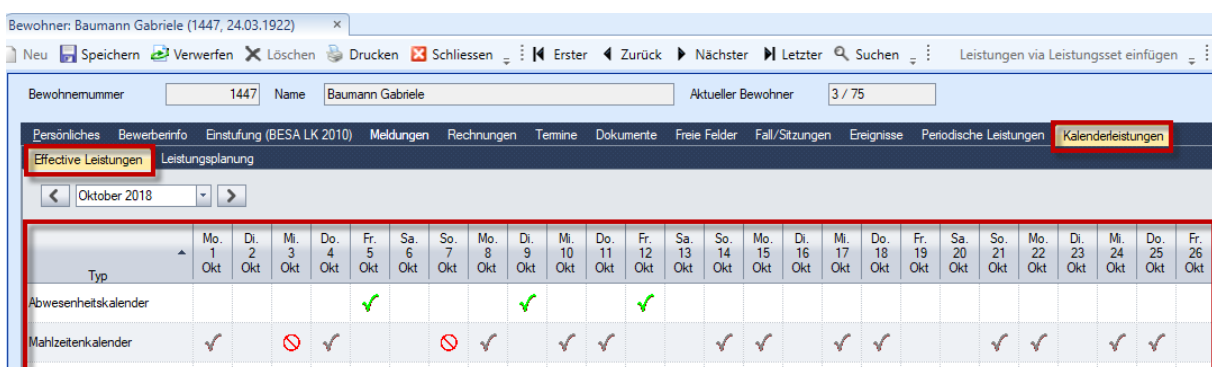 Bewohner: Baumann Gabriele (1447, 24.03.1922) ×
Neu Speichern Verwerfen Löschen Drucken Schliessen Erster Zurück Nächster Letzter Suchen Leistungen via Leistungsset einfügen
Bewohnernummer 1447 Name Baumann Gabriele Aktueller Bewohner 3 / 75
Persönliches Bewerberinfo Einstufung (BESA LK 2010) Meldungen Rechnungen Termine Dokumente Freie Felder Fall/Sitzungen Ereignisse Periodische Leistungen Kalenderleistungen
Effective Leistungen Leistungsplanung
Oktober 2018
Mo. Di. Mi. Do. Fr. Sa. So. Mo. Di. Mi. Do. Fr. Sa. So. Mo. Di. Mi. Do. Fr. Sa. So. Mo. Di. Mi. Do. Fr.
1 2 3 4 5 6 7 8 9 10 11 12 13 14 15 16 17 18 19 20 21 22 23 24 25 26
Okt Okt Okt Okt Okt Okt Okt Okt Okt Okt Okt Okt Okt Okt Okt Okt Okt Okt Okt Okt Okt Okt Okt Okt Okt Okt
Typ
Abwesenheitskalender
Mahlzeitenkalender